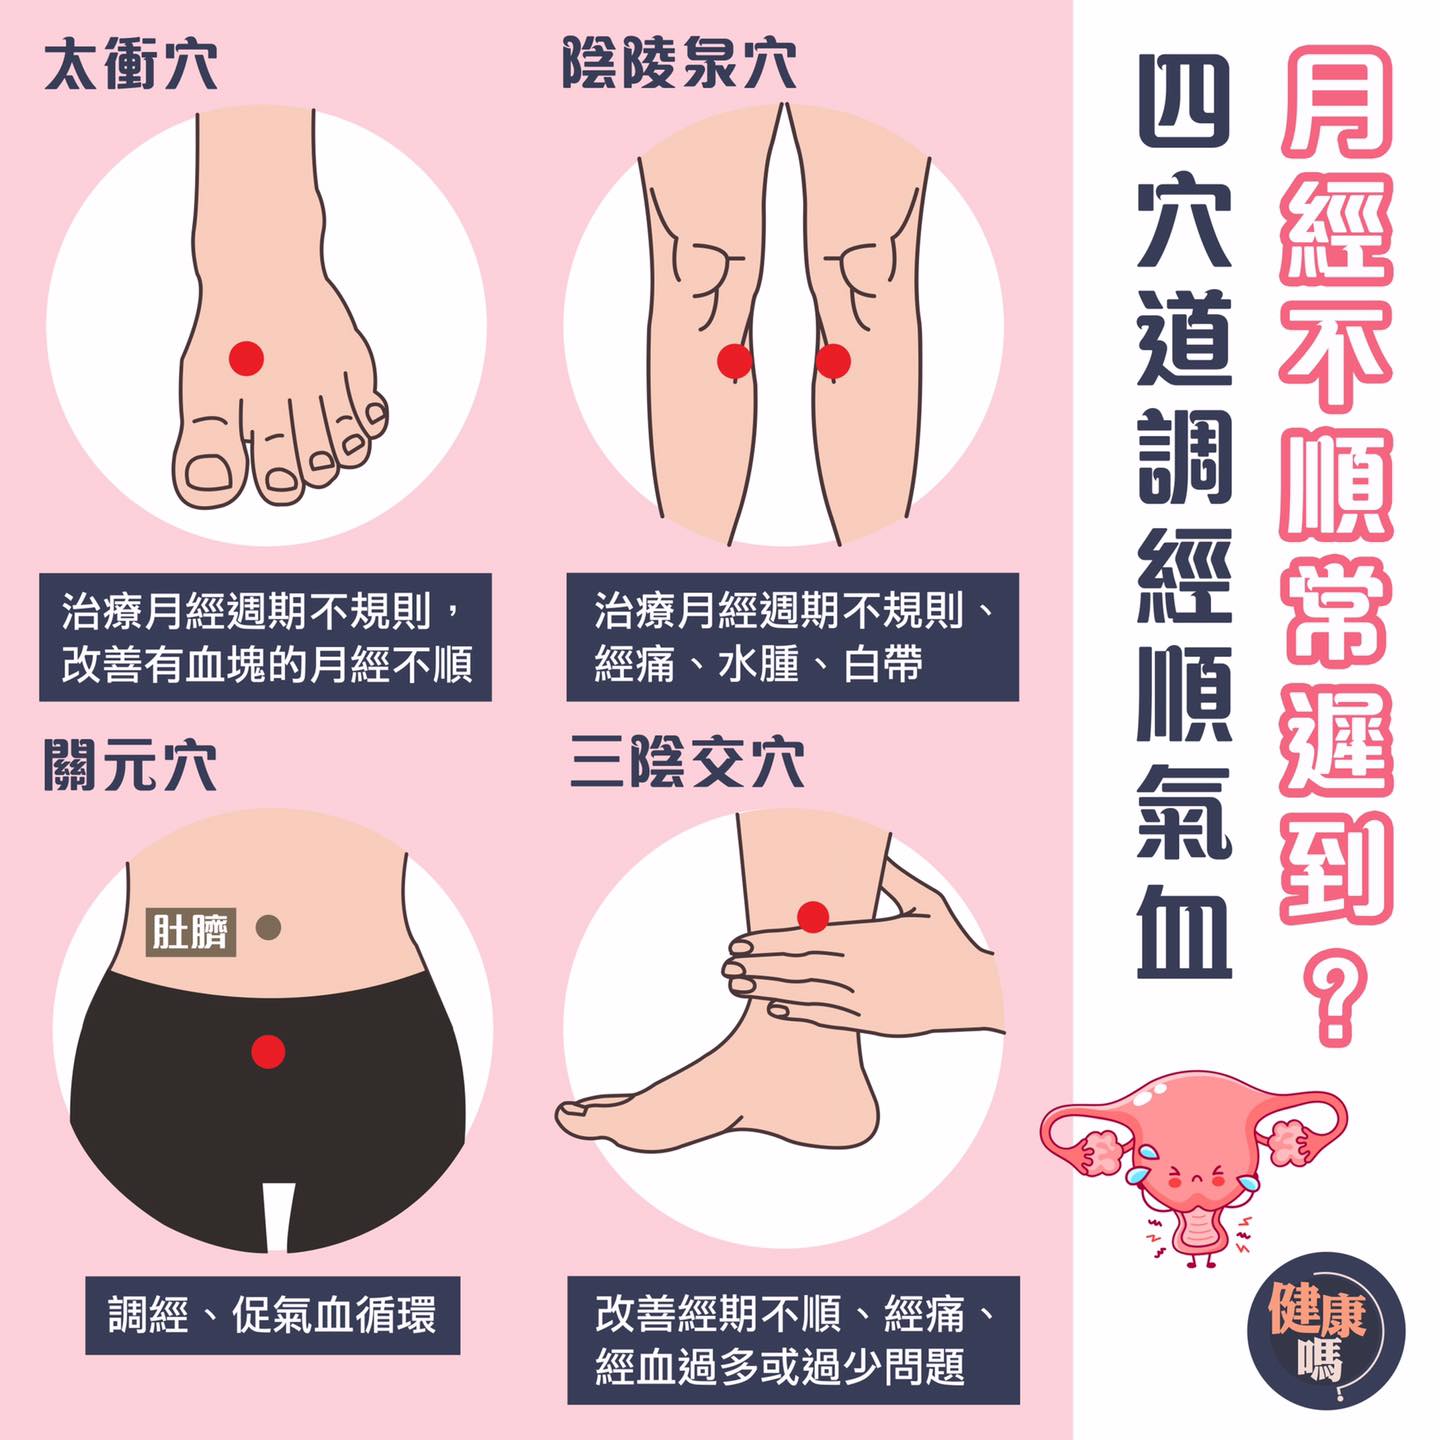 月經不順常遲到？
四穴道調經順氣血
太衝穴
治療月經週期不規則，
改善有血塊的月經不順
陰陵泉穴
治療月經週期不規則、
經痛、水腫、白帶
關元穴
肚臍
調經、促氣血循環
三陰交穴
改善經期不順、經痛、
經血過多或過少問題
健康
嗎?